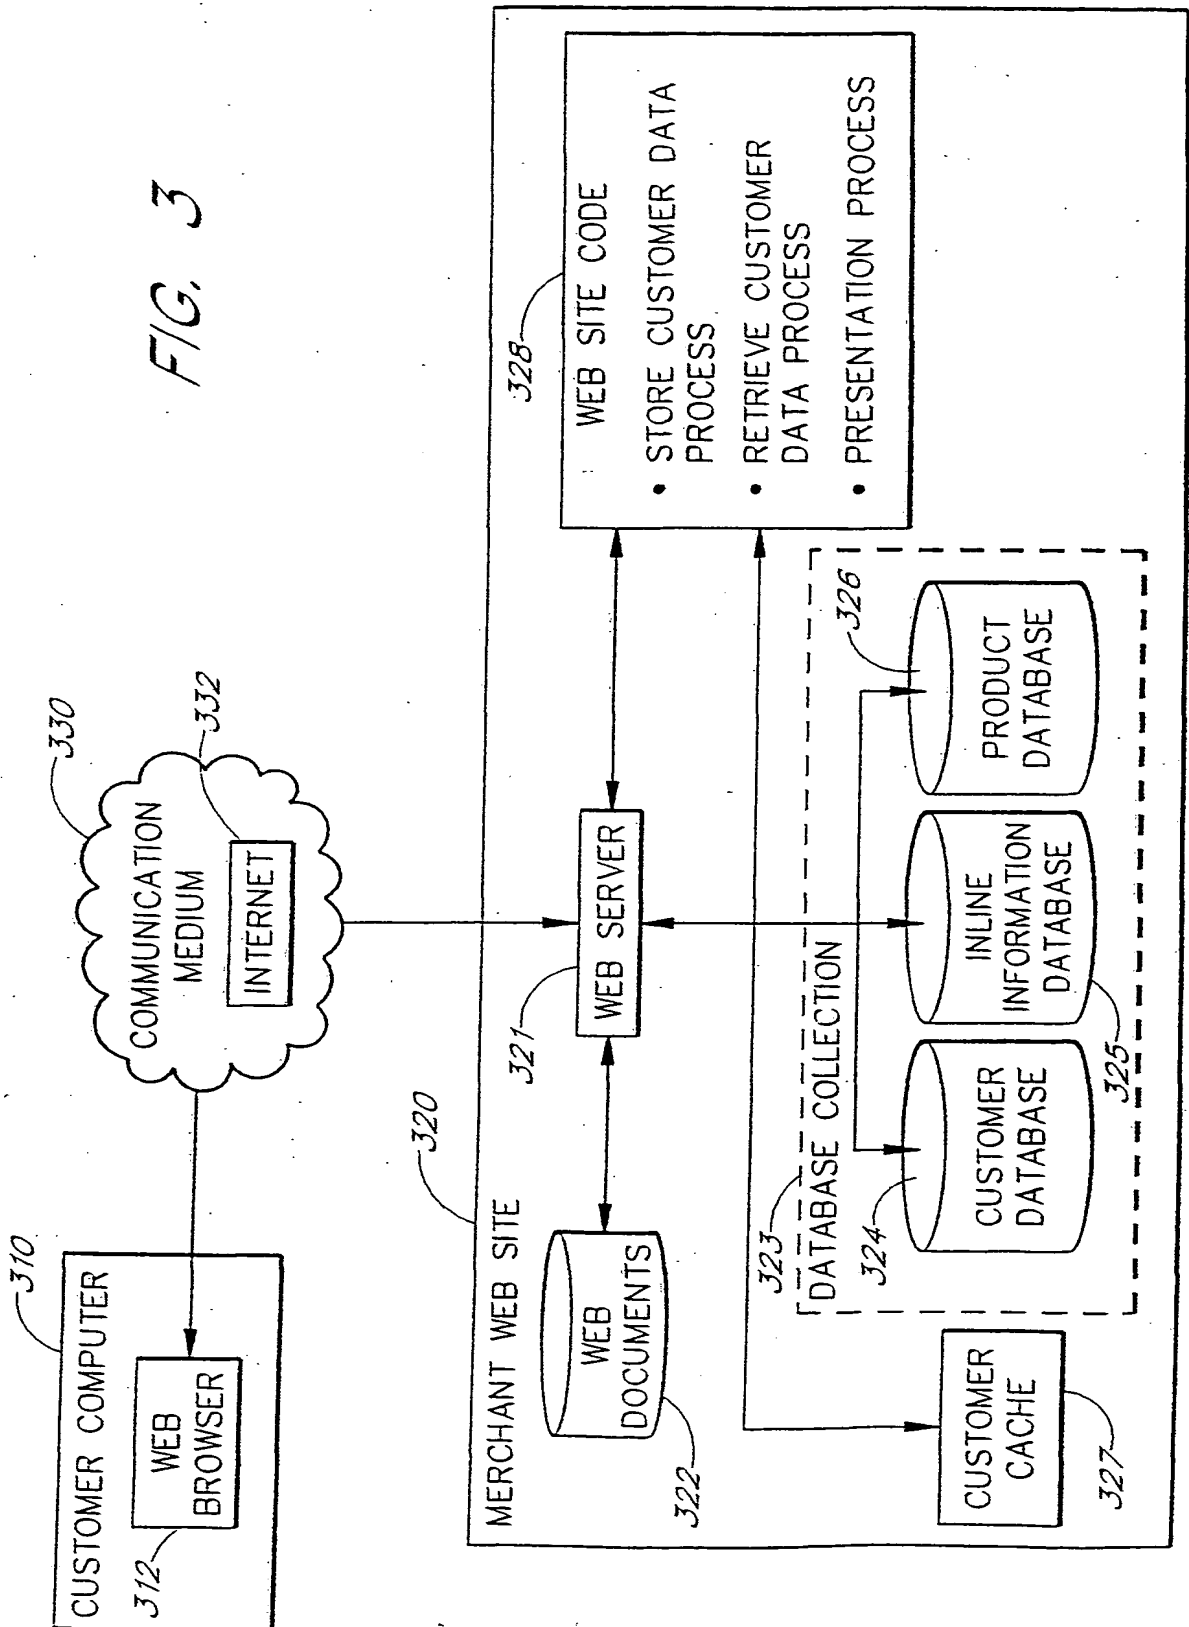 FIG. 3
310
CUSTOMER COMPUTER
WEB
BROWSER
312
330
COMMUNICATION
MEDIUM
332
INTERNET
320
MERCHANT WEB SITE
321
WEB SERVER
WEB
DOCUMENTS
322
328
WEB SITE CODE
• STORE CUSTOMER DATA
PROCESS
• RETRIEVE CUSTOMER
DATA PROCESS
• PRESENTATION PROCESS
323
DATABASE COLLECTION
324
CUSTOMER
DATABASE
INLINE
INFORMATION
DATABASE
325
326
PRODUCT
DATABASE
CUSTOMER
CACHE
327